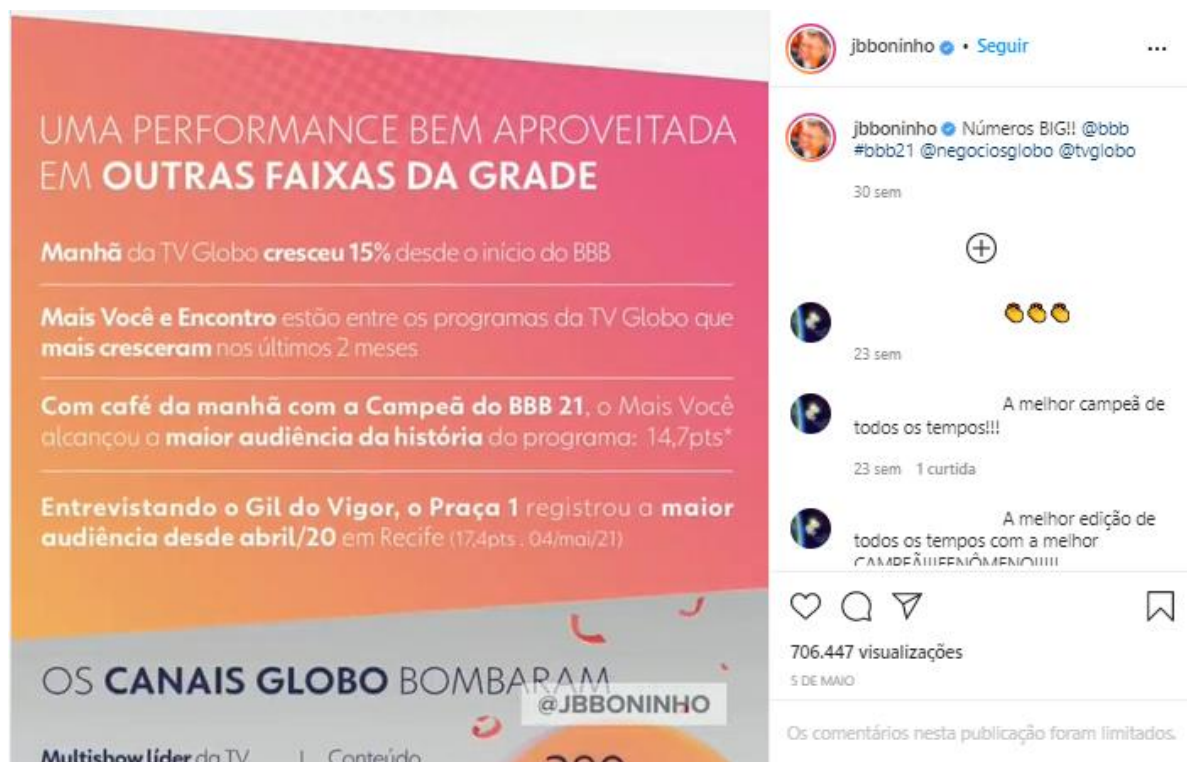 UMA PERFORMANCE BEM APROVEITADA
EM OUTRAS FAIXAS DA GRADE
Manhã da TV Globo cresceu 15% desde o início do BBB
Mais Você e Encontro estão entre os programas da TV Globo que
mais cresceram nos últimos 2 meses
Com café da manhã com a Campeã do BBB 21, o Mais Você
alcançou a maior audiência da história do programa: 14,7pts*
Entrevistando o Gil do Vigor, o Praça 1 registrou a maior
audiência desde abril/20 em Recife (17,4pts . 04/mai/21)
OS CANAIS GLOBO BOMBARAM
@JBBONINHO
Multishow líder da TV | Conteúdo
200
jbboninho • Seguir
jbboninho Números BIG!! @bbb
#bbb21 @negociosglobo @tvglobo
30 sem
23 sem
A melhor campeã de
todos os tempos!!!
23 sem 1 curtida
A melhor edição de
todos os tempos com a melhor
CAMPEÃ!!!FENÔMENO!!!!!
706.447 visualizações
5 DE MAIO
Os comentários nesta publicação foram limitados.